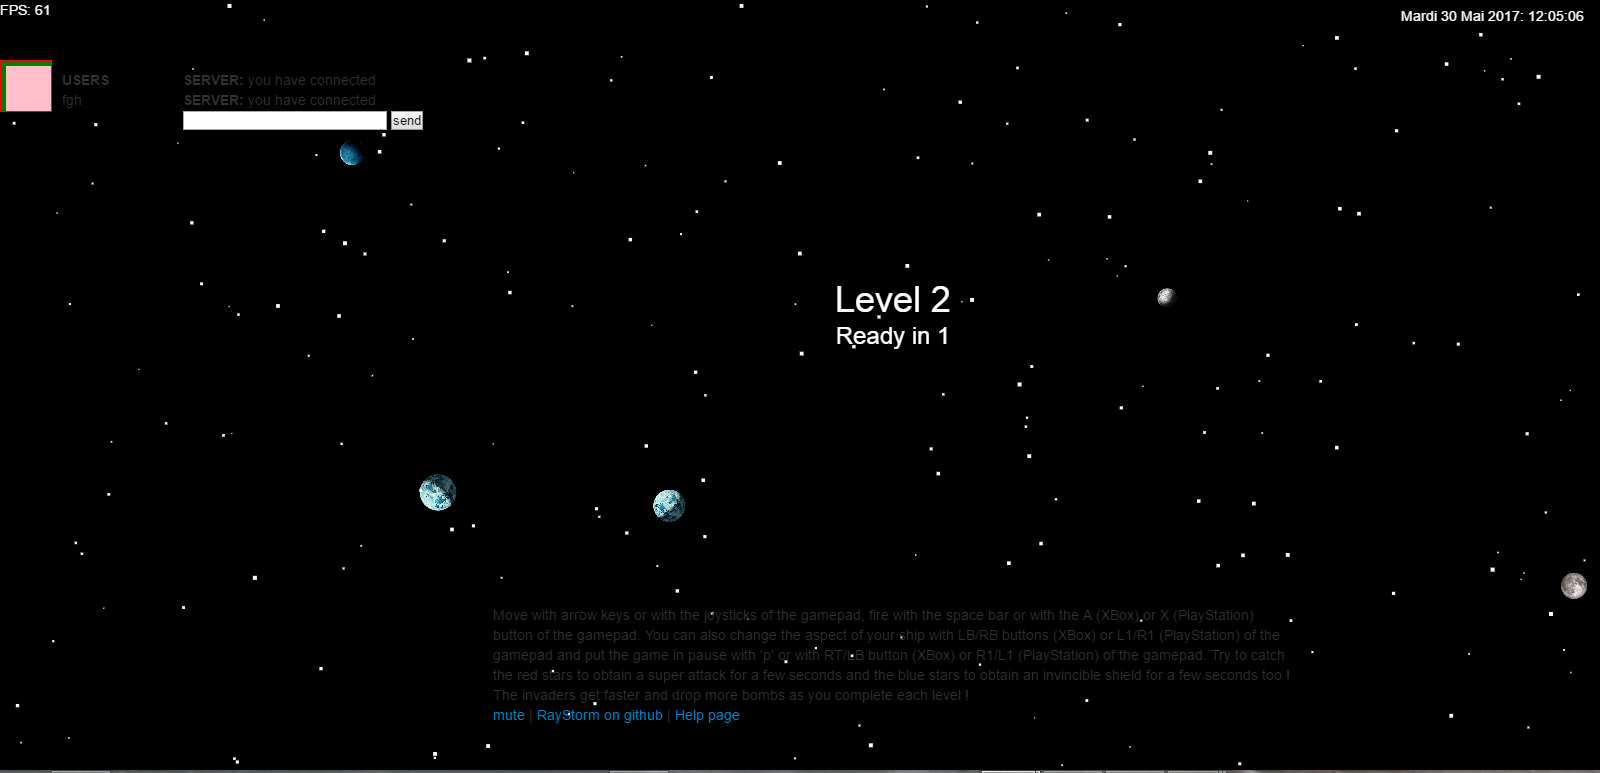 FPS: 61
Mardi 30 Mai 2017: 12:05:06
USERS
fgh
SERVER: you have connected
SERVER: you have connected
send
Level 2
Ready in 1
Move with arrow keys or with the joysticks of the gamepad, fire with the space bar or with the A (XBox) or X (PlayStation)
button of the gamepad. You can also change the aspect of your ship with LB/RB buttons (XBox) or L1/R1 (PlayStation) of the
gamepad and put the game in pause with 'p' or with RT/LB button (XBox) or R1/L1 (PlayStation) of the gamepad. Try to catch
the red stars to obtain a super attack for a few seconds and the blue stars to obtain an invincible shield for a few seconds too !
The invaders get faster and drop more bombs as you complete each level !
mute | RayStorm on github | Help page